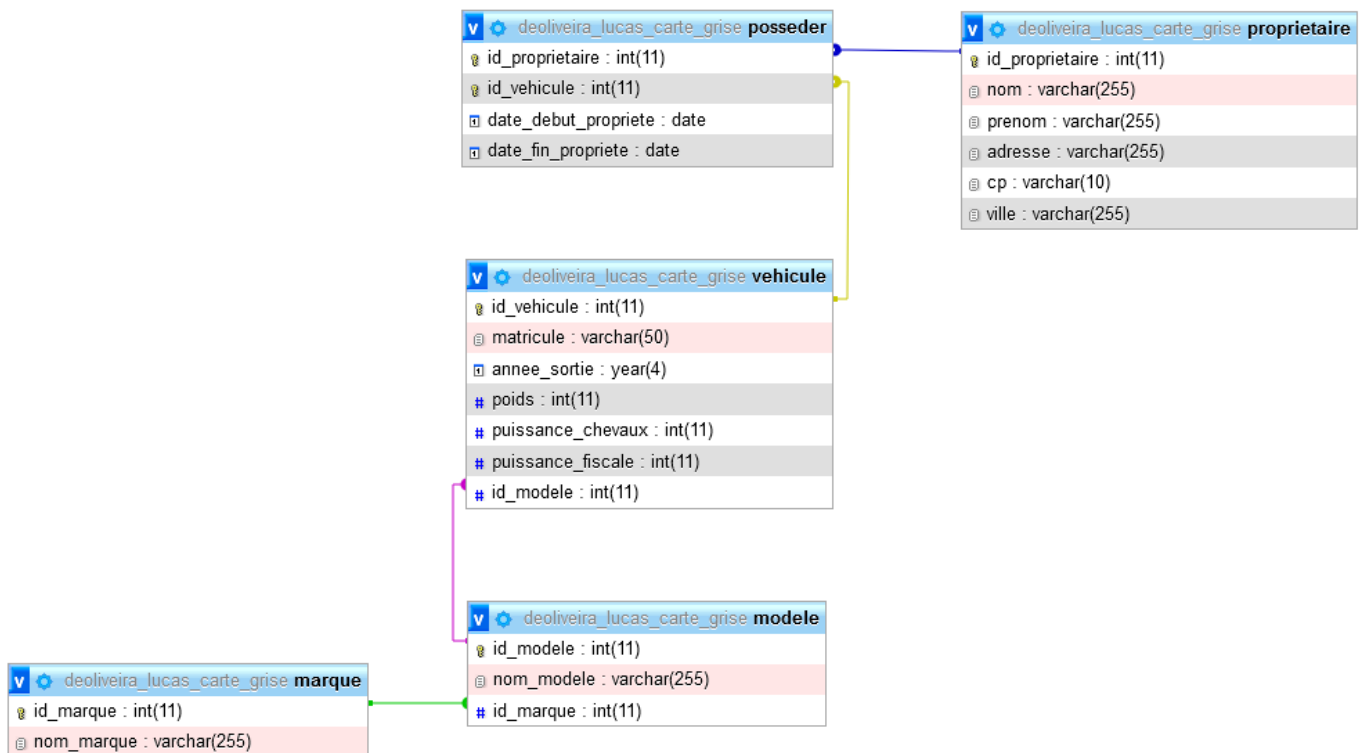 deoliveira_lucas_carte_grise posseder
id_proprietaire : int(11)
id_vehicule : int(11)
date_debut_propriete : date
date_fin_propriete : date
deoliveira_lucas_carte_grise proprietaire
id_proprietaire : int(11)
nom : varchar(255)
prenom : varchar(255)
adresse : varchar(255)
cp : varchar(10)
ville : varchar(255)
deoliveira_lucas_carte_grise vehicule
id_vehicule : int(11)
matricule : varchar(50)
annee_sortie : year(4)
poids : int(11)
puissance_chevaux : int(11)
puissance_fiscale : int(11)
id_modele : int(11)
deoliveira_lucas_carte_grise modele
id_modele : int(11)
nom_modele : varchar(255)
id_marque : int(11)
deoliveira_lucas_carte_grise marque
id_marque : int(11)
nom_marque : varchar(255)